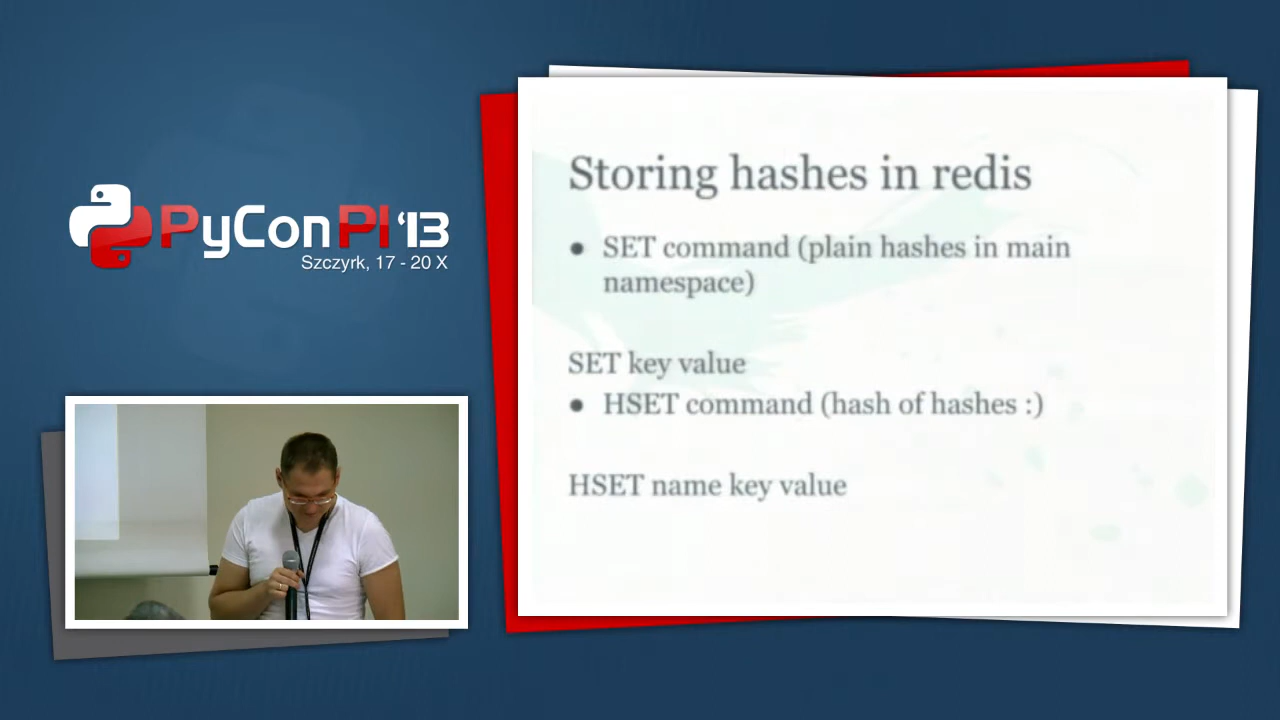 PyCon Pl '13
Szczyrk, 17 - 20 X
Storing hashes in redis
● SET command (plain hashes in main
namespace)
SET key value
● HSET command (hash of hashes :)
HSET name key value